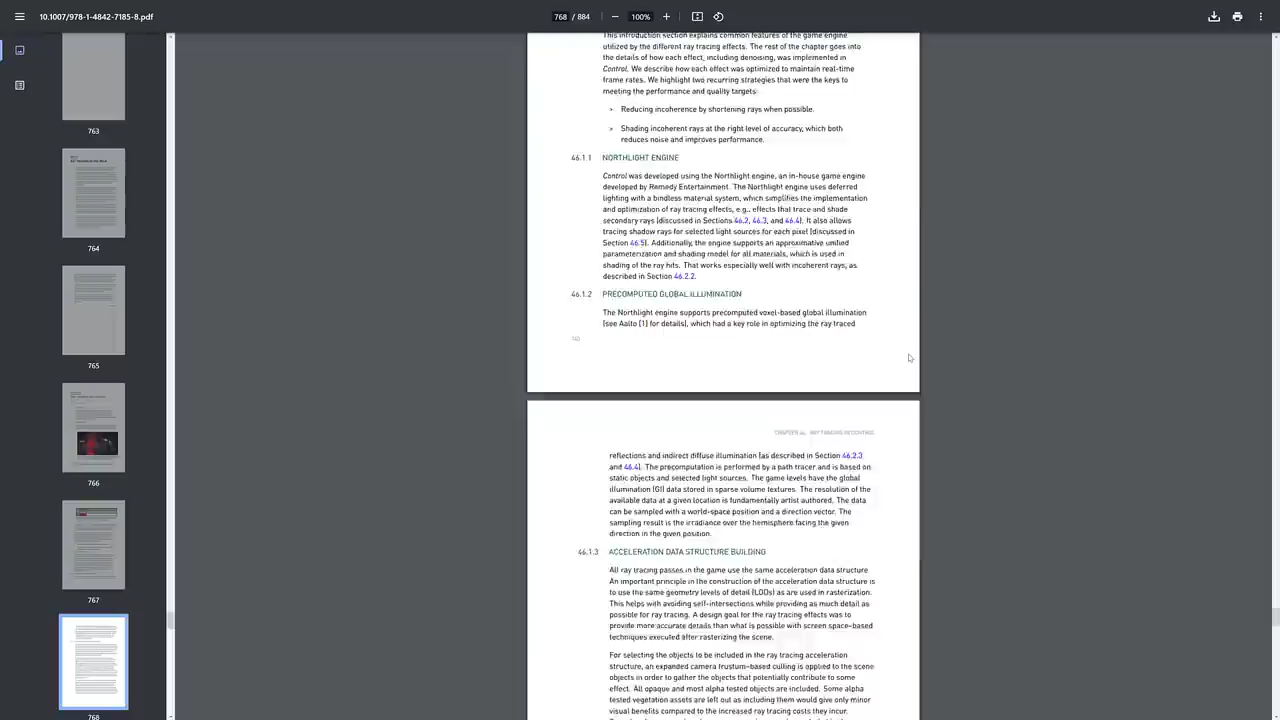 10.1007/978-1-4842-7185-8.pdf
768 / 884
100%
763
764
765
766
767
768
This introduction section explains common features of the game engine
utilized by the different ray tracing effects. The rest of the chapter goes into
the details of how each effect, including denoising, was implemented in
Control. We describe how each effect was optimized to maintain real-time
frame rates. We highlight two recurring strategies that were the keys to
meeting the performance and quality targets:
> Reducing incoherence by shortening rays when possible.
> Shading incoherent rays at the right level of accuracy, which both
reduces noise and improves performance.
46.1.1 NORTHLIGHT ENGINE
Control was developed using the Northlight engine, an in-house game engine
developed by Remedy Entertainment. The Northlight engine uses deferred
lighting with a bindless material system, which simplifies the implementation
and optimization of ray tracing effects, e.g., effects that trace and shade
secondary rays (discussed in Sections 46.2, 46.3, and 46.4). It also allows
tracing shadow rays for selected light sources for each pixel (discussed in
Section 46.5). Additionally, the engine supports an approximative unified
parameterization and shading model for all materials, which is used in
shading of the ray hits. That works especially well with incoherent rays, as
described in Section 46.2.2.
46.1.2 PRECOMPUTED GLOBAL ILLUMINATION
The Northlight engine supports precomputed voxel-based global illumination
(see Aalto [1] for details), which had a key role in optimizing the ray traced
CHAPTER 46. RAY TRACING IN CONTROL
reflections and indirect diffuse illumination (as described in Section 46.2.3
and 46.4). The precomputation is performed by a path tracer and is based on
static objects and selected light sources. The game levels have the global
illumination (GI) data stored in sparse volume textures. The resolution of the
available data at a given location is fundamentally artist authored. The data
can be sampled with a world-space position and a direction vector. The
sampling result is the irradiance over the hemisphere facing the given
direction in the given position.
46.1.3 ACCELERATION DATA STRUCTURE BUILDING
All ray tracing passes in the game use the same acceleration data structure.
An important principle in the construction of the acceleration data structure is
to use the same geometry levels of detail (LODs) as are used in rasterization.
This helps with avoiding self-intersections while providing as much detail as
possible for ray tracing. A design goal for the ray tracing effects was to
provide more accurate details than what is possible with screen space–based
techniques executed after rasterizing the scene.
For selecting the objects to be included in the ray tracing acceleration
structure, an expanded camera frustum–based culling is applied to the scene
objects in order to gather the objects that potentially contribute to some
effect. All opaque and most alpha tested objects are included. Some alpha
tested vegetation assets are left out as including them would give only minor
visual benefits compared to the increased ray tracing costs they incur.